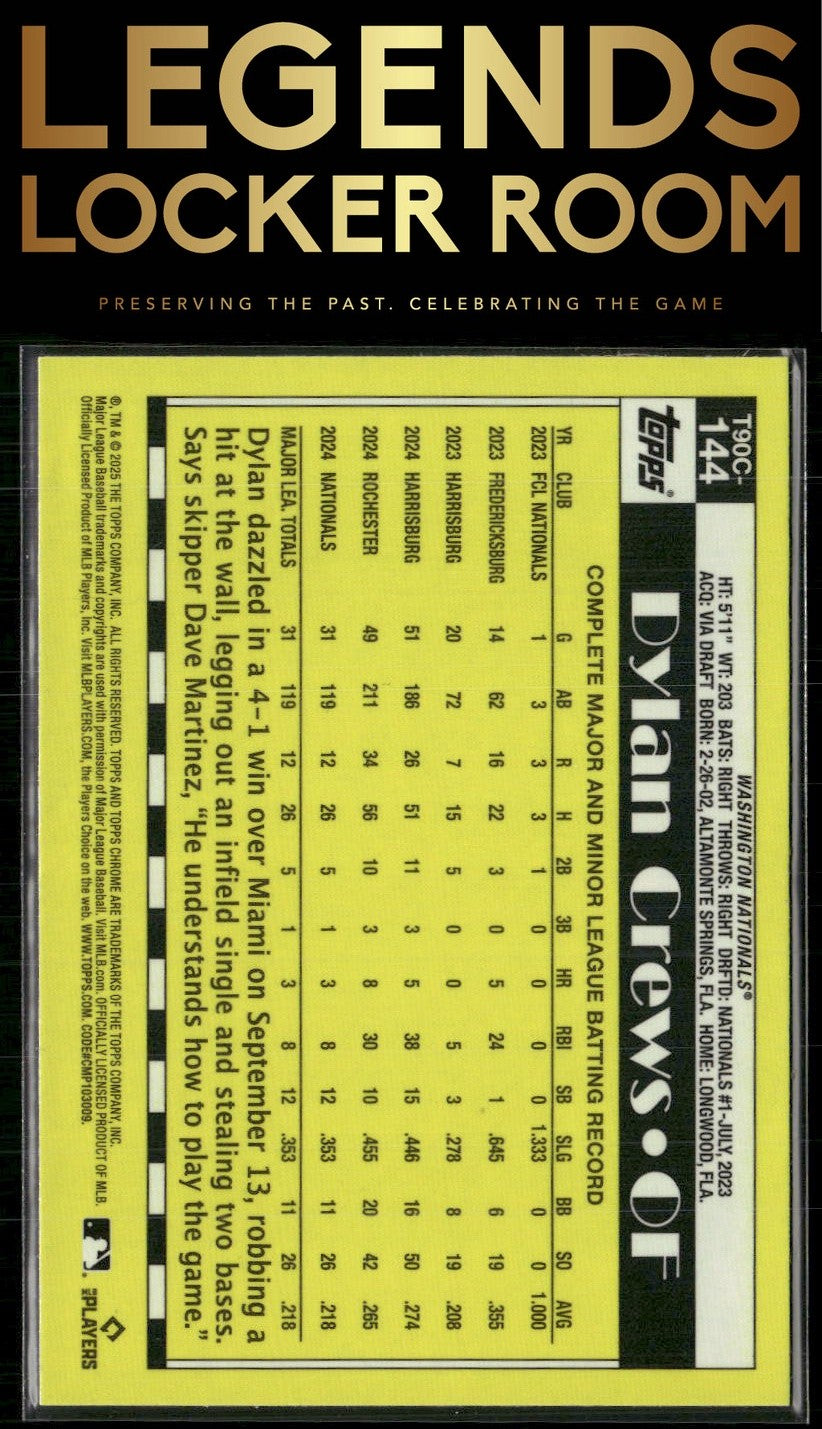 LEGENDS
LOCKER ROOM
PRESERVING THE PAST. CELEBRATING THE GAME
T90C-
144
WASHINGTON NATIONALS®
HT: 5'11" WT: 203 BATS: RIGHT THROWS: RIGHT DRFTD: NATIONALS #1-JULY, 2023
ACQ: VIA DRAFT BORN: 2-26-02, ALTAMONTE SPRINGS, FLA. HOME: LONGWOOD, FLA.
topps®
Dylan Crews • OF
COMPLETE MAJOR AND MINOR LEAGUE BATTING RECORD
YR CLUB G AB R H 2B 3B HR RBI SB SLG BB SO AVG
2023 FCL NATIONALS 1 3 3 3 1 0 0 0 0 1.333 0 0 1.000
2023 FREDERICKSBURG 14 62 16 22 3 0 5 24 1 .645 6 19 .355
2023 HARRISBURG 20 72 7 15 5 0 0 5 3 .278 8 19 .208
2024 HARRISBURG 51 186 26 51 11 3 5 38 15 .446 16 50 .274
2024 ROCHESTER 49 211 34 56 10 3 8 30 10 .455 20 42 .265
2024 NATIONALS 31 119 12 26 5 1 3 8 12 .353 11 26 .218
MAJOR LEA. TOTALS 31 119 12 26 5 1 3 8 12 .353 11 26 .218
Dylan dazzled in a 4–1 win over Miami on September 13, robbing a
hit at the wall, legging out an infield single and stealing two bases.
Says skipper Dave Martinez, “He understands how to play the game.”
®, TM & © 2025 THE TOPPS COMPANY, INC. ALL RIGHTS RESERVED. TOPPS AND TOPPS CHROME ARE TRADEMARKS OF THE TOPPS COMPANY, INC.
Major League Baseball trademarks and copyrights are used with permission of Major League Baseball. Visit MLB.com. OFFICIALLY LICENSED PRODUCT OF MLB.
Officially Licensed Product of MLB Players, Inc. Visit MLBPLAYERS.COM, the Players Choice on the web. WWW.TOPPS.COM. CODE#CMP103009.
MLB PLAYERS